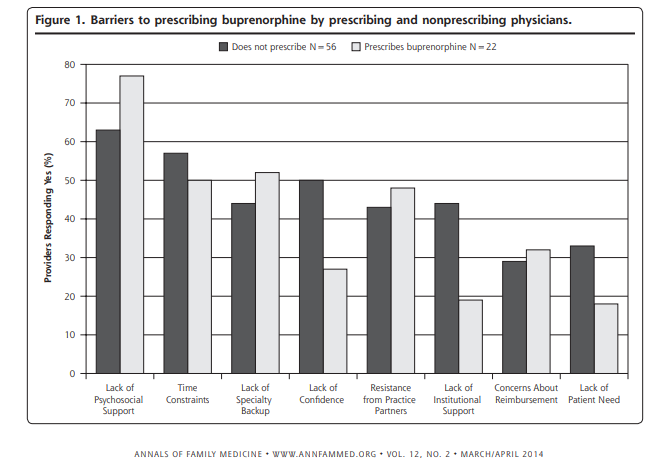 Figure 1. Barriers to prescribing buprenorphine by prescribing and nonprescribing physicians.
Does not prescribe N=56 Prescribes buprenorphine N=22
Providers Responding Yes (%)
80
70
60
50
40
30
20
10
0
Lack of
Psychosocial
Support
Time
Constraints
Lack of
Specialty
Backup
Lack of
Confidence
Resistance
from Practice
Partners
Lack of
Institutional
Support
Concerns About
Reimbursement
Lack of
Patient Need
ANNALS OF FAMILY MEDICINE • WWW.ANNFAMMED.ORG • VOL. 12, NO. 2 • MARCH/APRIL 2014